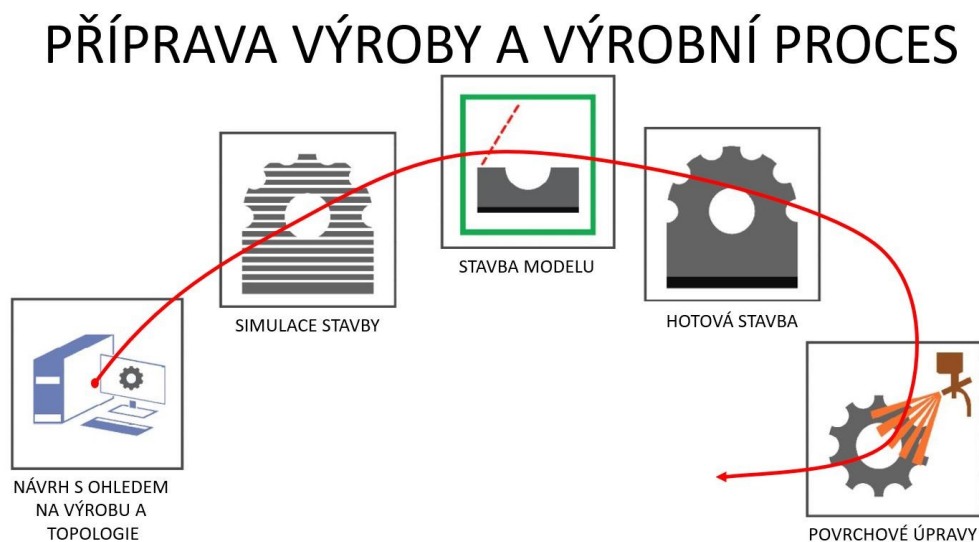 PŘÍPRAVA VÝROBY A VÝROBNÍ PROCES
STAVBA MODELU
SIMULACE STAVBY
HOTOVÁ STAVBA
NÁVRH S OHLEDEM
NA VÝROBU A
TOPOLOGIE
POVRCHOVÉ ÚPRAVY